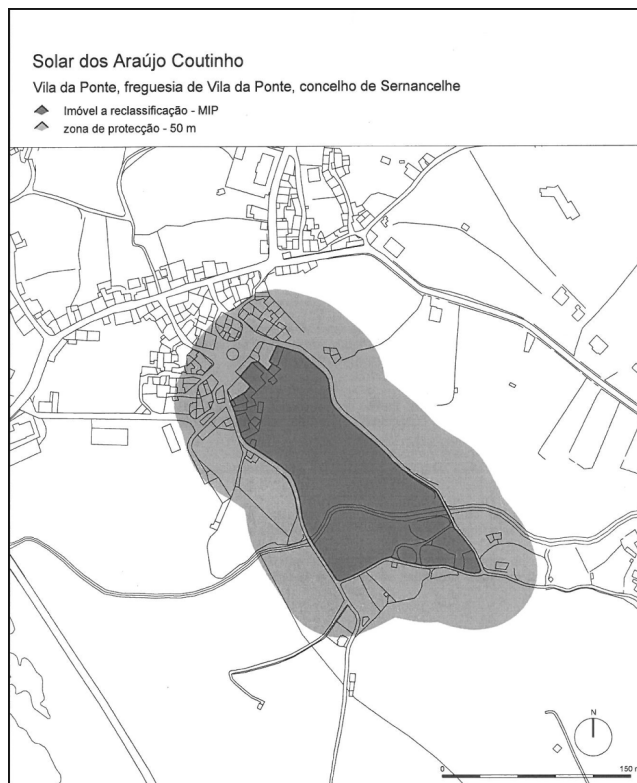 Solar dos Araújo Coutinho
Vila da Ponte, freguesia de Vila da Ponte, concelho de Sernancelhe
Imóvel a reclassificação - MIP
zona de protecção - 50 m
N
0 150 m